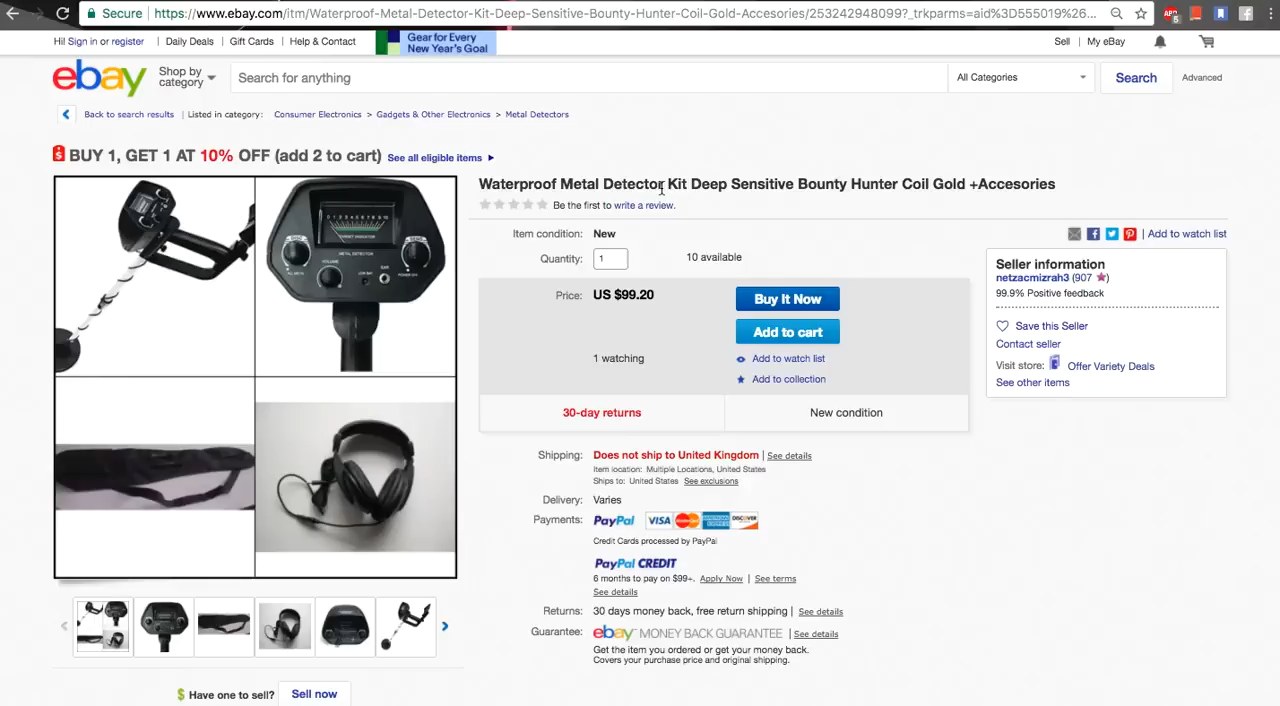 Secure https://www.ebay.com/itm/Waterproof-Metal-Detector-Kit-Deep-Sensitive-Bounty-Hunter-Coil-Gold-Accesories/253242948099?_trkparms=aid%3D555019%26...
Hi! Sign in or register | Daily Deals | Gift Cards | Help & Contact
Gear for Every
New Year's Goal
Sell | My eBay
ebay
Shop by
category
Search for anything
All Categories
Search
Advanced
Back to search results | Listed in category: Consumer Electronics > Gadgets & Other Electronics > Metal Detectors
BUY 1, GET 1 AT 10% OFF (add 2 to cart) See all eligible items
Waterproof Metal Detector Kit Deep Sensitive Bounty Hunter Coil Gold +Accesories
Be the first to write a review.
Item condition: New
Quantity: 1 10 available
Price: US $99.20
Buy It Now
Add to cart
1 watching
Add to watch list
Add to collection
30-day returns
New condition
Shipping: Does not ship to United Kingdom | See details
Item location: Multiple Locations, United States
Ships to: United States See exclusions
Delivery: Varies
Payments: PayPal VISA MasterCard DISCOVER
Credit Cards processed by PayPal
PayPal CREDIT
6 months to pay on $99+. Apply Now | See terms
See details
Returns: 30 days money back, free return shipping | See details
Guarantee: ebay MONEY BACK GUARANTEE | See details
Get the item you ordered or get your money back.
Covers your purchase price and original shipping.
| Add to watch list
Seller information
netzacmizrah3 (907 )
99.9% Positive feedback
Save this Seller
Contact seller
Visit store: Offer Variety Deals
See other items
METAL DETECTOR
VOLUME
Have one to sell? Sell now